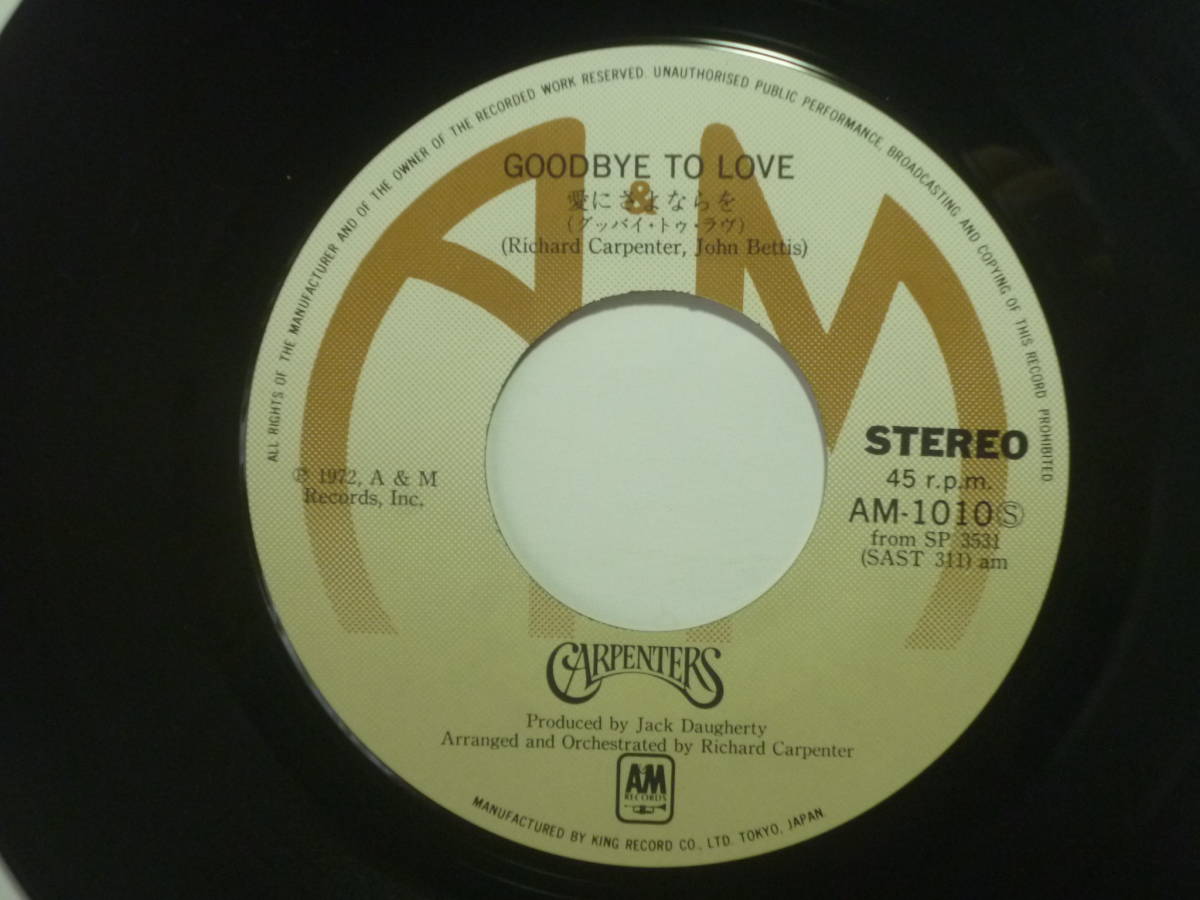 ALL RIGHTS OF THE MANUFACTURER AND OF THE OWNER OF THE RECORDED WORK RESERVED. UNAUTHORISED PUBLIC PERFORMANCE, BROADCASTING AND COPYING OF THIS RECORD PROHIBITED
A&M
GOODBYE TO LOVE
愛にさよならを
(グッバイ・トゥ・ラヴ)
(Richard Carpenter, John Bettis)
STEREO
45 r.p.m.
AM-1010Ⓢ
from SP 3531
(SAST 311) am
℗ 1972, A & M
Records, Inc.
CARPENTERS
Produced by Jack Daugherty
Arranged and Orchestrated by Richard Carpenter
A&M
RECORDS
MANUFACTURED BY KING RECORD CO., LTD. TOKYO, JAPAN